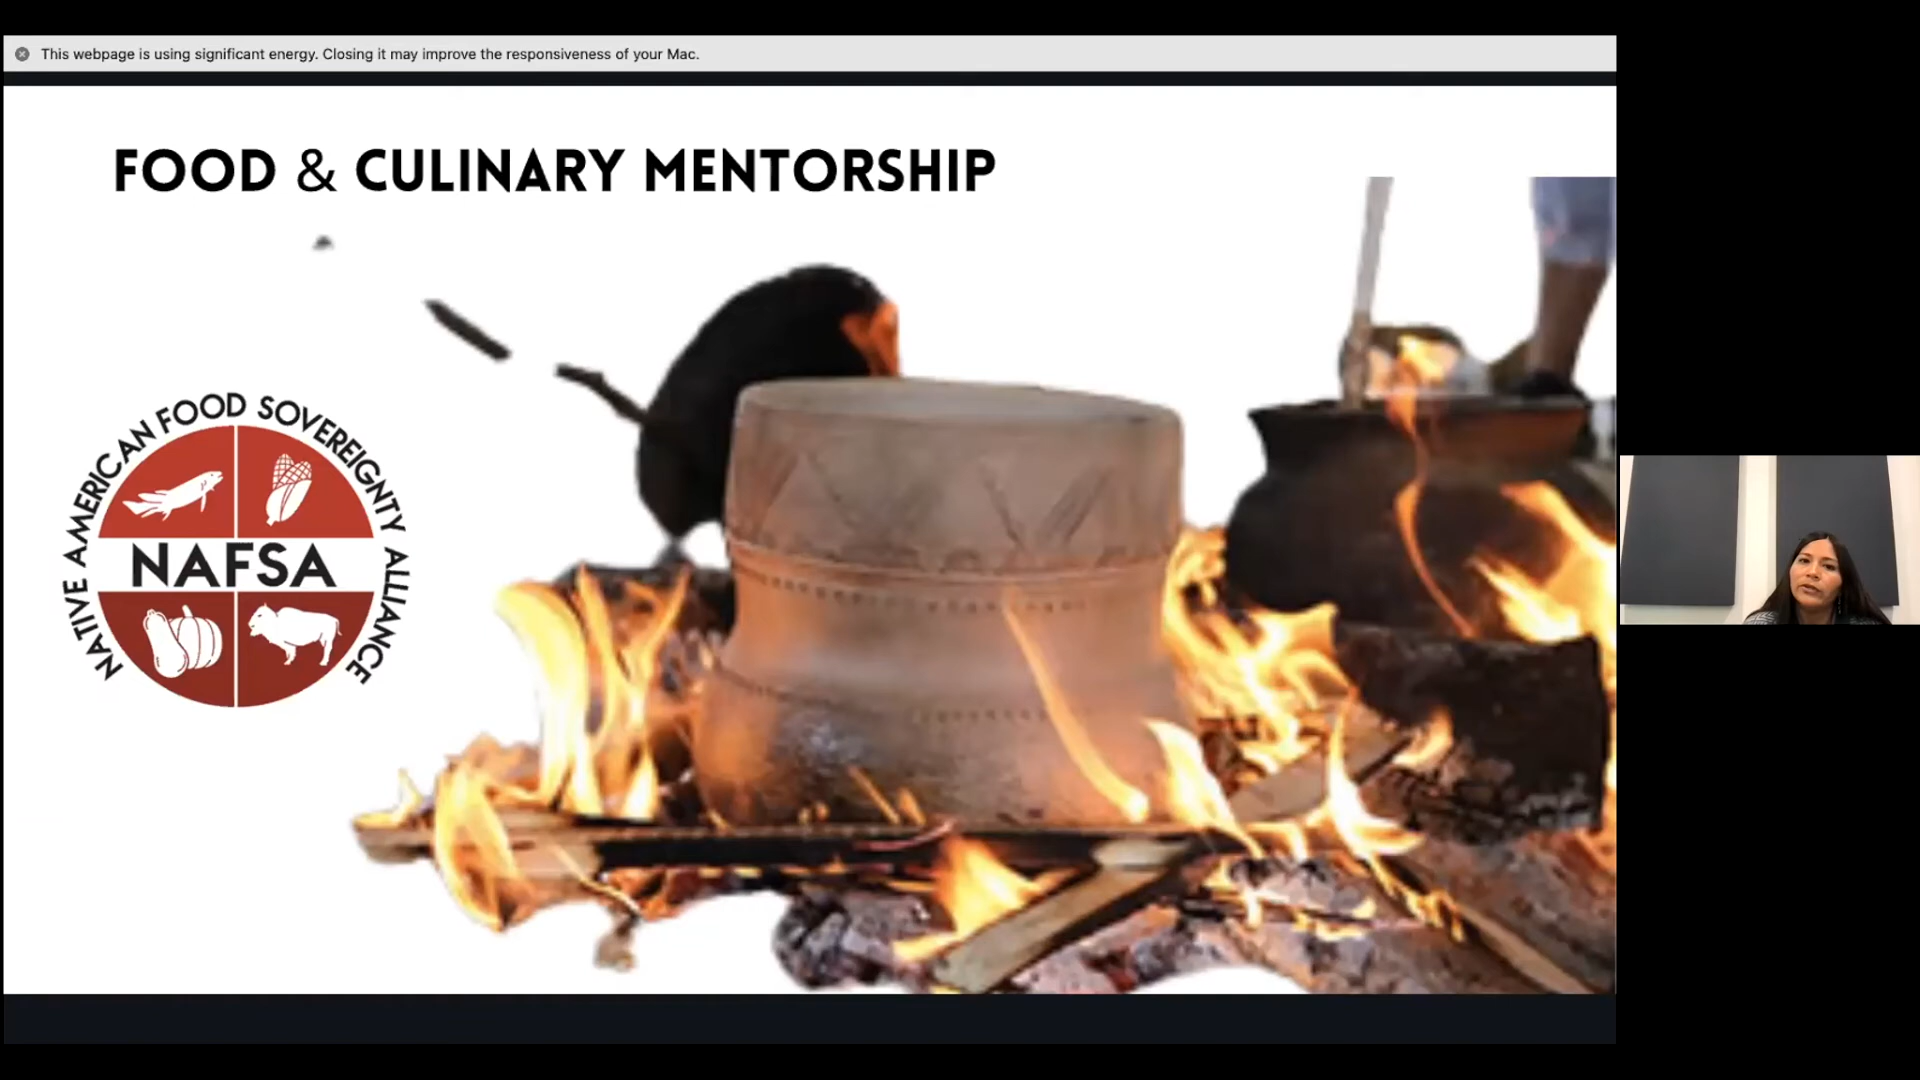 This webpage is using significant energy. Closing it may improve the responsiveness of your Mac.
FOOD & CULINARY MENTORSHIP
NATIVE AMERICAN FOOD SOVEREIGNTY ALLIANCE
NAFSA